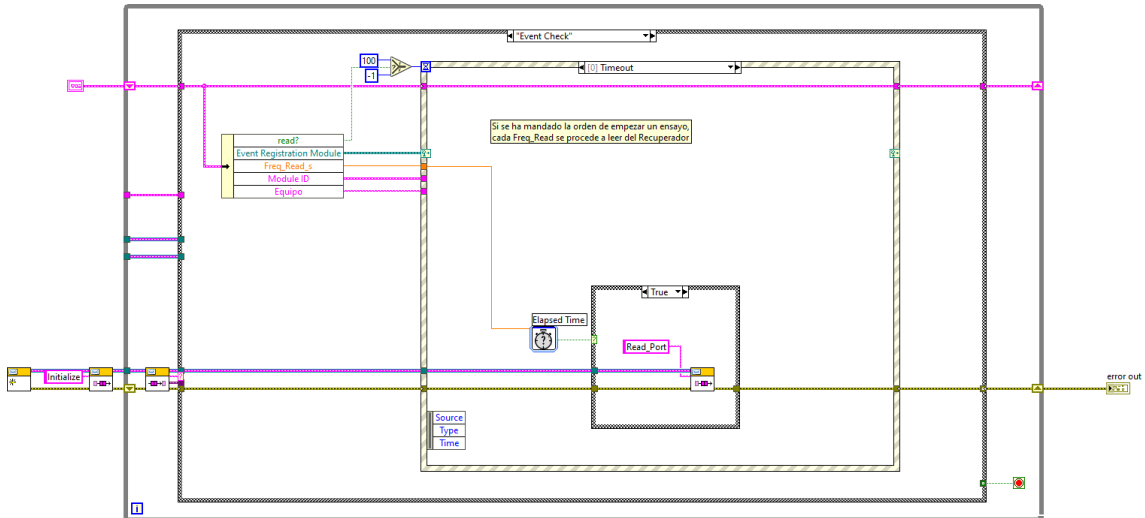 "Event Check"
100
-1
[0] Timeout
Si se ha mandado la orden de empezar un ensayo,
cada Freq_Read se procede a leer del Recuperador
read?
Event Registration Module
Freq_Read_s
Module ID
Equipo
True
Elapsed Time
Read_Port
Initialize
error out
Source
Type
Time
i